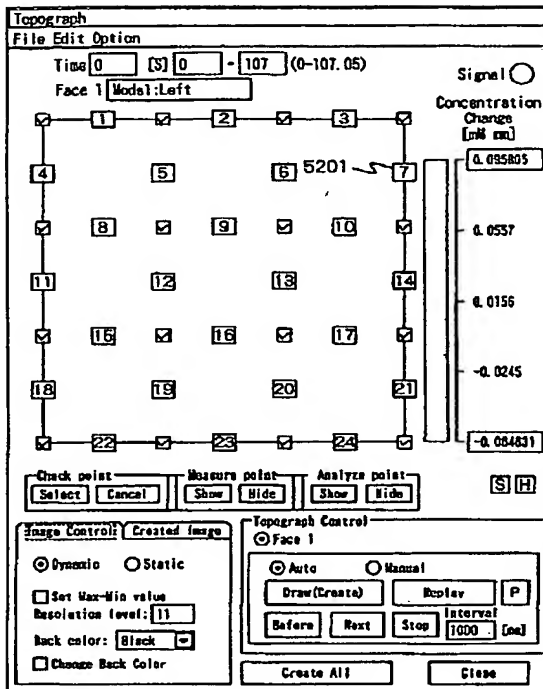 Topograph
File Edit Option
Time 0 [S] 0 - 107 (0-107.05)
Face 1 Model:Left
Signal
Concentration
Change
[mM mm]
1 2 3
0.095805
4 5 6 5201 7
8 9 10
0.0557
11 12 13 14
0.0156
15 16 17
-0.0245
18 19 20 21
22 23 24
-0.064631
Check point Measure point Analyze point
Select Cancel Show Hide Show Hide
S H
Image Control Created image
Topograph Control
Face 1
Dynamic Static
Auto Manual
Set Max-Min value
Draw(Create) Replay P
Resolution level: 11
Before Next Stop Interval 1000 [ms]
Back color: Black
Change Back Color
Create All Close